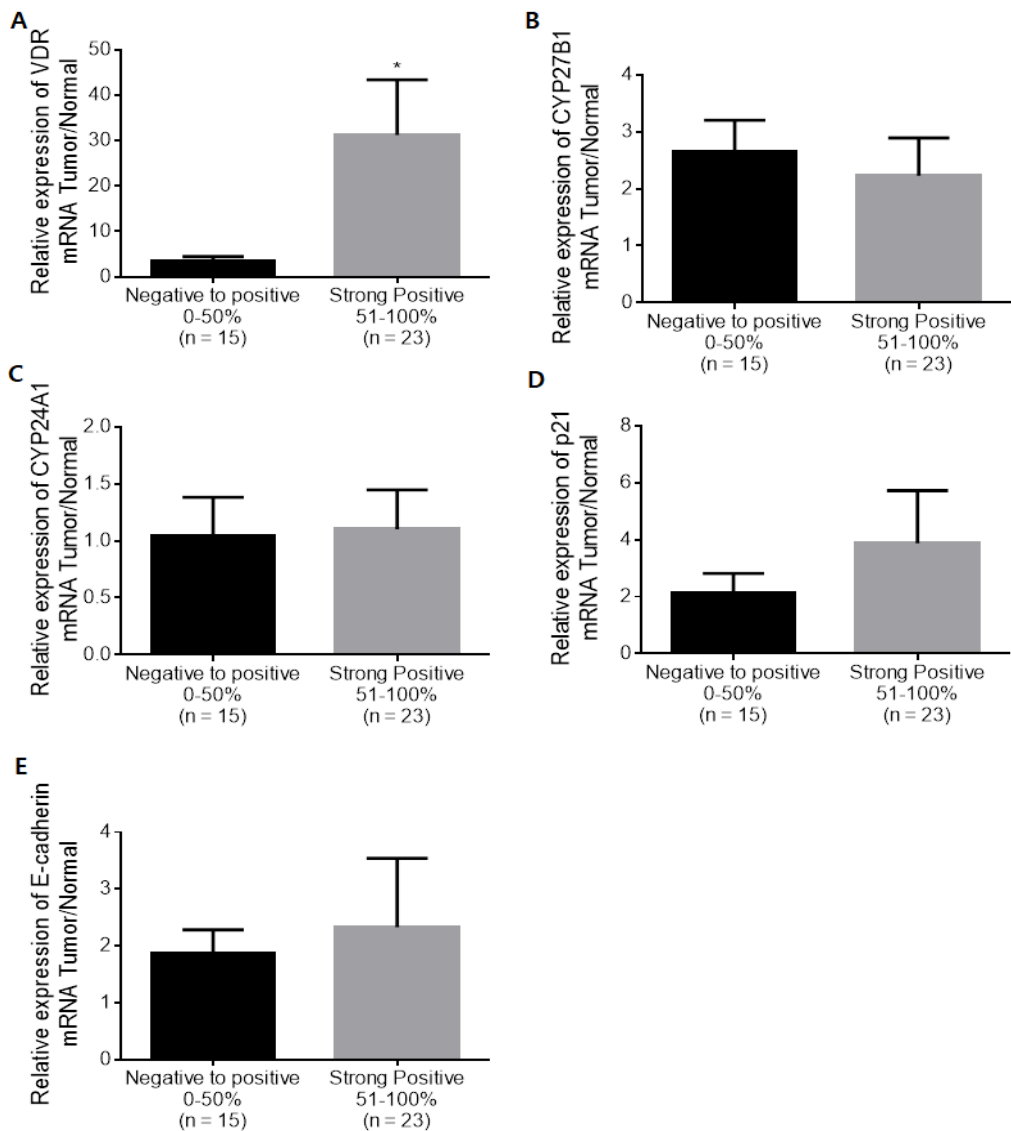 A
Relative expression of VDR
mRNA Tumor/Normal
50
40
30
20
10
0
*
Negative to positive
0-50%
(n = 15)
Strong Positive
51-100%
(n = 23)
B
Relative expression of CYP27B1
mRNA Tumor/Normal
4
3
2
1
0
Negative to positive
0-50%
(n = 15)
Strong Positive
51-100%
(n = 23)
C
Relative expression of CYP24A1
mRNA Tumor/Normal
2.0
1.5
1.0
0.5
0.0
Negative to positive
0-50%
(n = 15)
Strong Positive
51-100%
(n = 23)
D
Relative expression of p21
mRNA Tumor/Normal
8
6
4
2
0
Negative to positive
0-50%
(n = 15)
Strong Positive
51-100%
(n = 23)
E
Relative expression of E-cadherin
mRNA Tumor/Normal
4
3
2
1
0
Negative to positive
0-50%
(n = 15)
Strong Positive
51-100%
(n = 23)